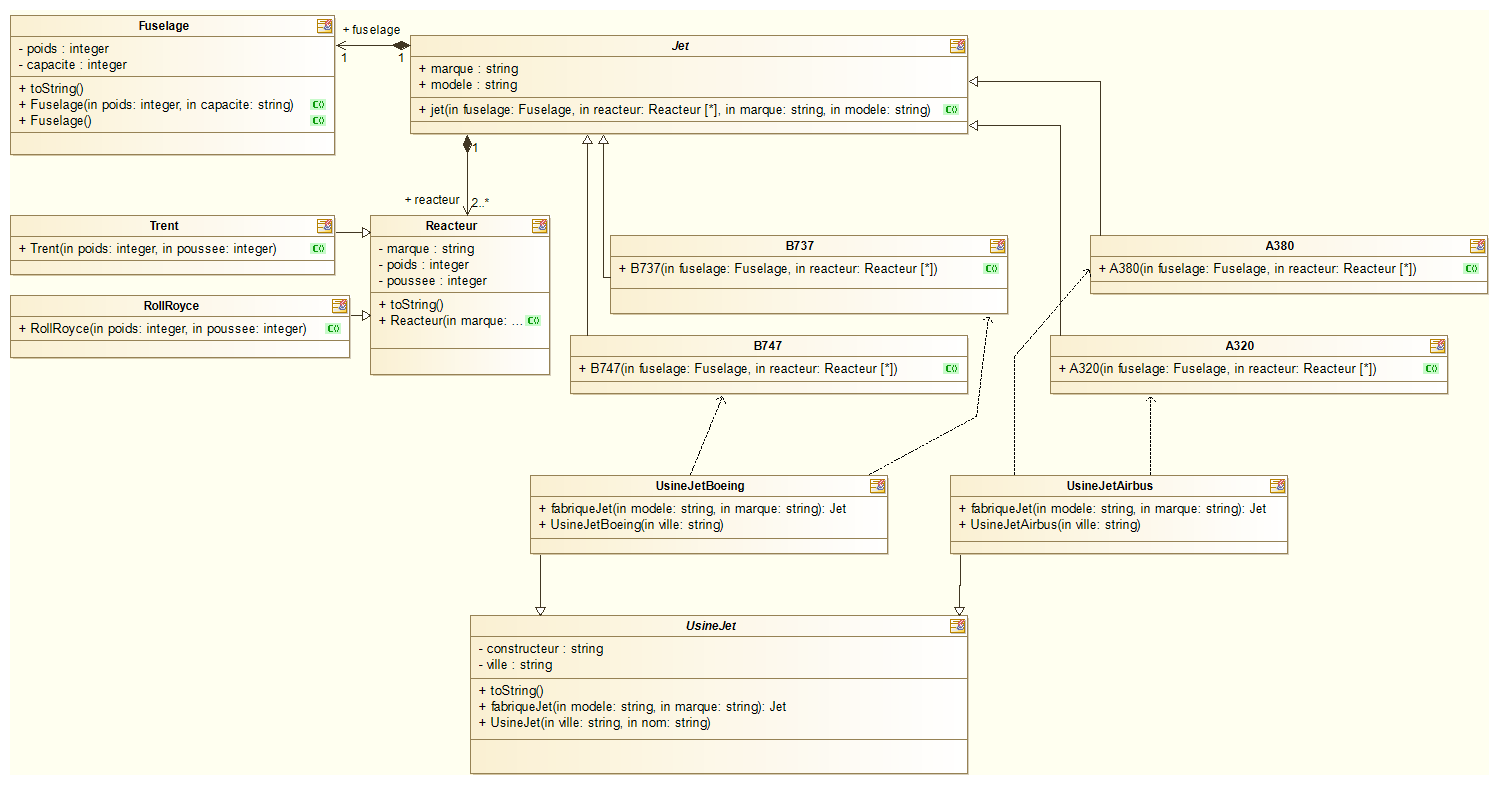 Fuselage
- poids : integer
- capacite : integer
+ toString()
+ Fuselage(in poids: integer, in capacite: string)
+ Fuselage()
+ fuselage
1
1
Jet
+ marque : string
+ modele : string
+ jet(in fuselage: Fuselage, in reacteur: Reacteur [*], in marque: string, in modele: string)
1
+ reacteur
2..*
Trent
+ Trent(in poids: integer, in poussee: integer)
RollRoyce
+ RollRoyce(in poids: integer, in poussee: integer)
Reacteur
- marque : string
- poids : integer
- poussee : integer
+ toString()
+ Reacteur(in marque: ...
B737
+ B737(in fuselage: Fuselage, in reacteur: Reacteur [*])
A380
+ A380(in fuselage: Fuselage, in reacteur: Reacteur [*])
B747
+ B747(in fuselage: Fuselage, in reacteur: Reacteur [*])
A320
+ A320(in fuselage: Fuselage, in reacteur: Reacteur [*])
UsineJetBoeing
+ fabriqueJet(in modele: string, in marque: string): Jet
+ UsineJetBoeing(in ville: string)
UsineJetAirbus
+ fabriqueJet(in modele: string, in marque: string): Jet
+ UsineJetAirbus(in ville: string)
UsineJet
- constructeur : string
- ville : string
+ toString()
+ fabriqueJet(in modele: string, in marque: string): Jet
+ UsineJet(in ville: string, in nom: string)